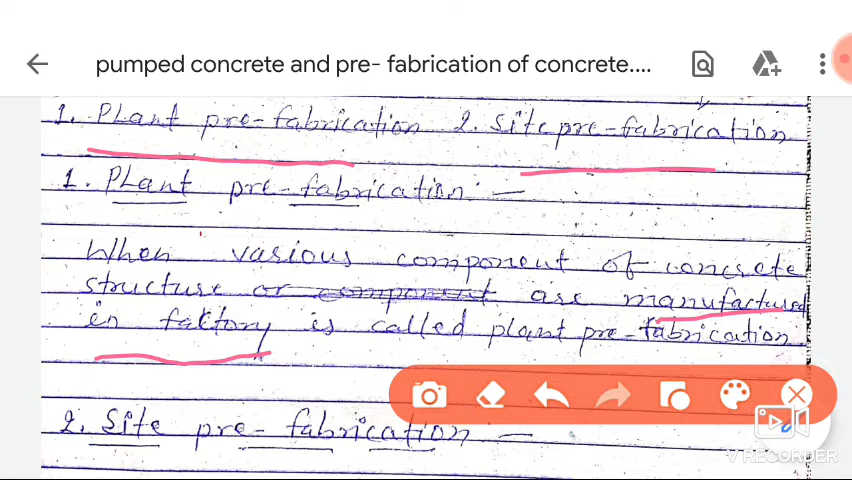 pumped concrete and pre- fabrication of concrete....
1. Plant pre-fabrication 2. Site pre-fabrication
1. Plant pre-fabrication :-
When various component of concrete
structure or component are manufactured
in factory is called plant pre-fabrication
2. Site pre-fabrication -
V RECORDER